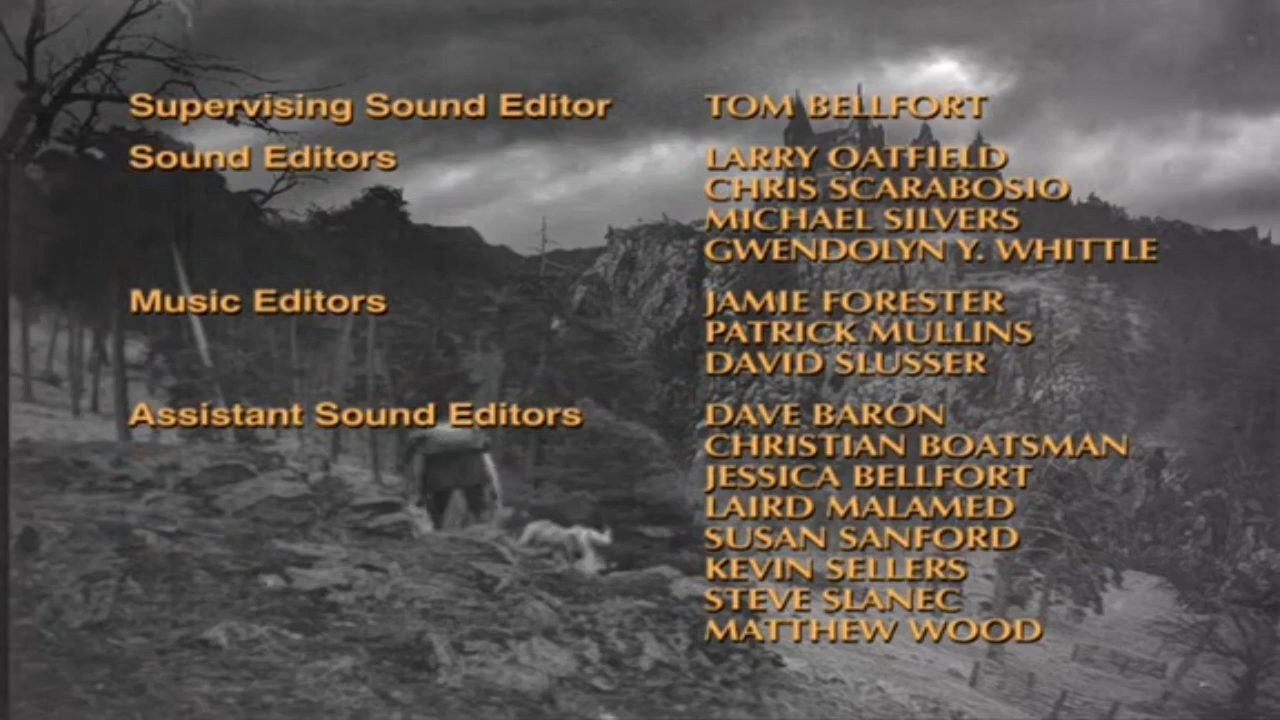 Supervising Sound Editor TOM BELLFORT
Sound Editors LARRY OATFIELD
CHRIS SCARABOSIO
MICHAEL SILVERS
GWENDOLYN Y. WHITTLE
Music Editors JAMIE FORESTER
PATRICK MULLINS
DAVID SLUSSER
Assistant Sound Editors DAVE BARON
CHRISTIAN BOATSMAN
JESSICA BELLFORT
LAIRD MALAMED
SUSAN SANFORD
KEVIN SELLERS
STEVE SLANEC
MATTHEW WOOD